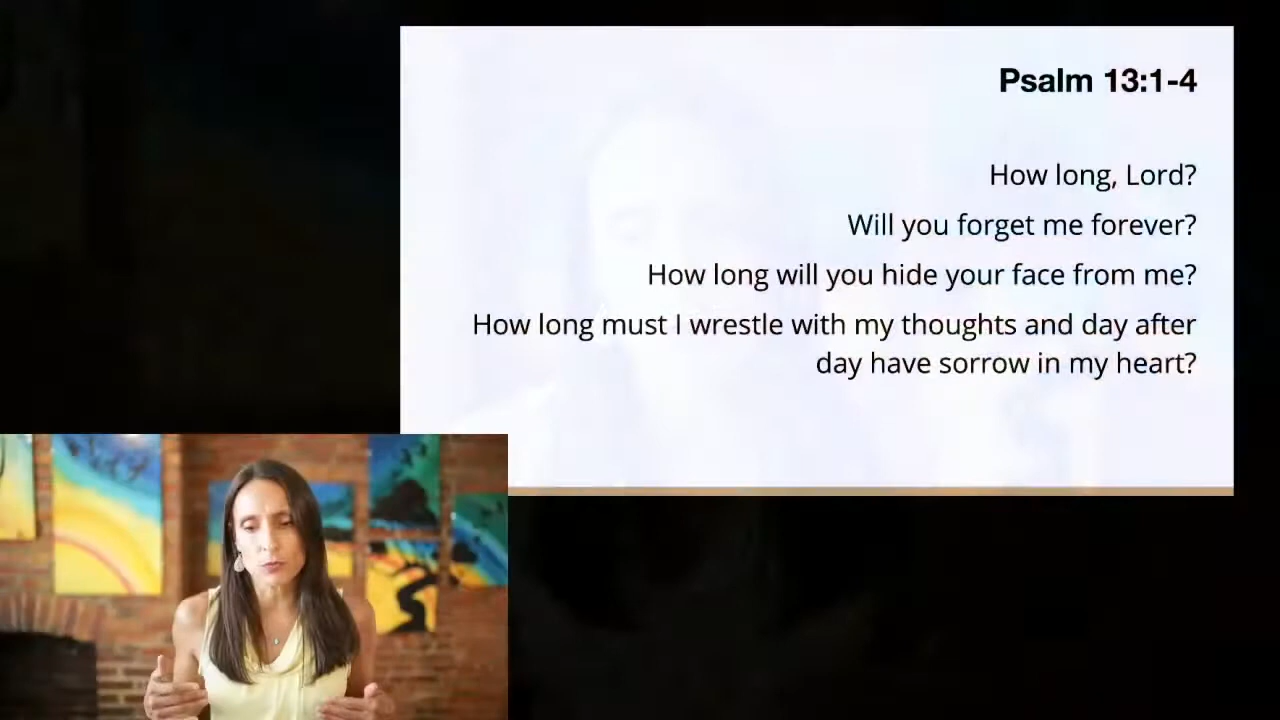 Psalm 13:1-4
How long, Lord?
Will you forget me forever?
How long will you hide your face from me?
How long must I wrestle with my thoughts and day after
day have sorrow in my heart?